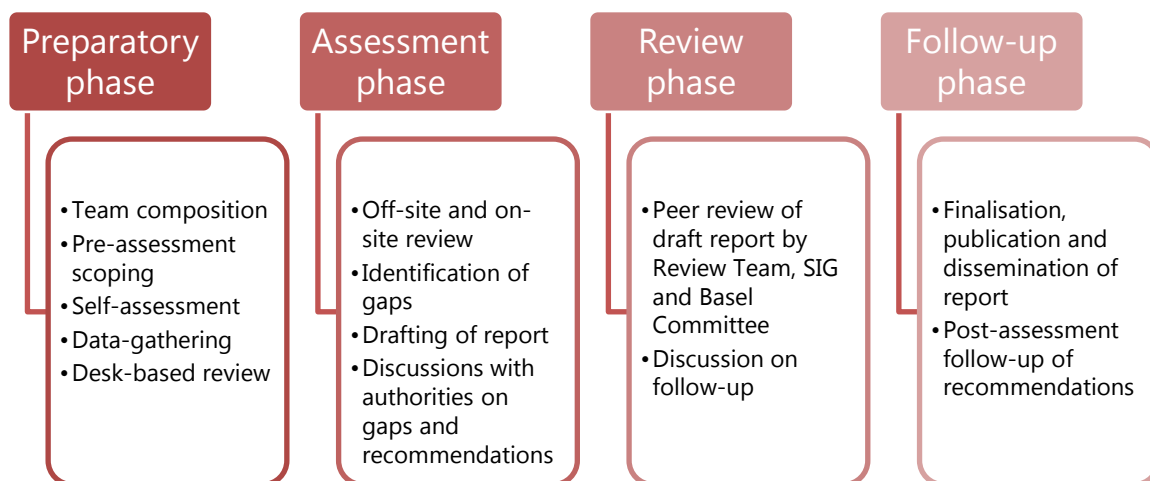 Preparatory
phase
• Team composition
• Pre-assessment
scoping
• Self-assessment
• Data-gathering
• Desk-based review
Assessment
phase
• Off-site and on-
site review
• Identification of
gaps
• Drafting of report
• Discussions with
authorities on
gaps and
recommendations
Review
phase
• Peer review of
draft report by
Review Team, SIG
and Basel
Committee
• Discussion on
follow-up
Follow-up
phase
• Finalisation,
publication and
dissemination of
report
• Post-assessment
follow-up of
recommendations